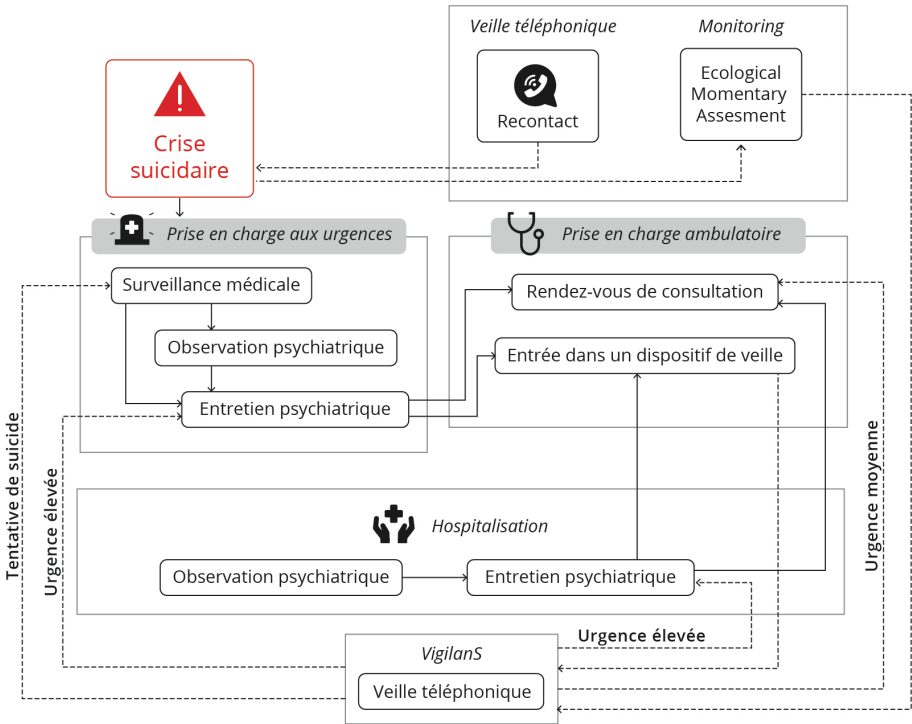 Veille téléphonique
Monitoring
Recontact
Ecological
Momentary
Assesment
Crise
suicidaire
Prise en charge aux urgences
Prise en charge ambulatoire
Surveillance médicale
Observation psychiatrique
Entretien psychiatrique
Rendez-vous de consultation
Entrée dans un dispositif de veille
Tentative de suicide
Urgence élevée
Urgence moyenne
Hospitalisation
Observation psychiatrique
Entretien psychiatrique
Urgence élevée
VigilanS
Veille téléphonique